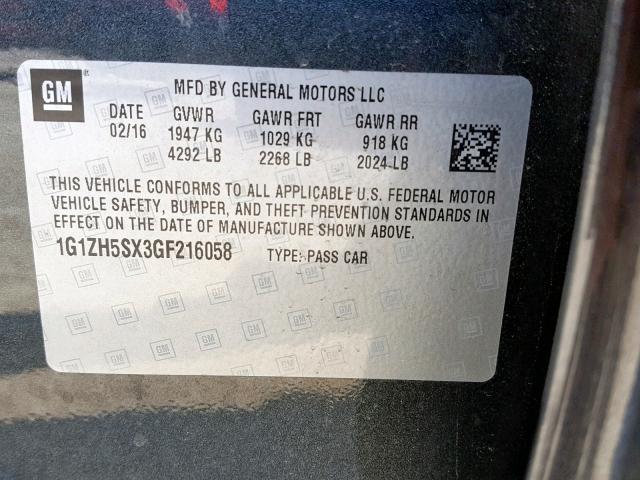 GM
MFD BY GENERAL MOTORS LLC
DATE GVWR GAWR FRT GAWR RR
02/16 1947 KG 1029 KG 918 KG
4292 LB 2268 LB 2024 LB
THIS VEHICLE CONFORMS TO ALL APPLICABLE U.S. FEDERAL MOTOR
VEHICLE SAFETY, BUMPER, AND THEFT PREVENTION STANDARDS IN
EFFECT ON THE DATE OF MANUFACTURE SHOWN ABOVE.
1G1ZH5SX3GF216058 TYPE: PASS CAR